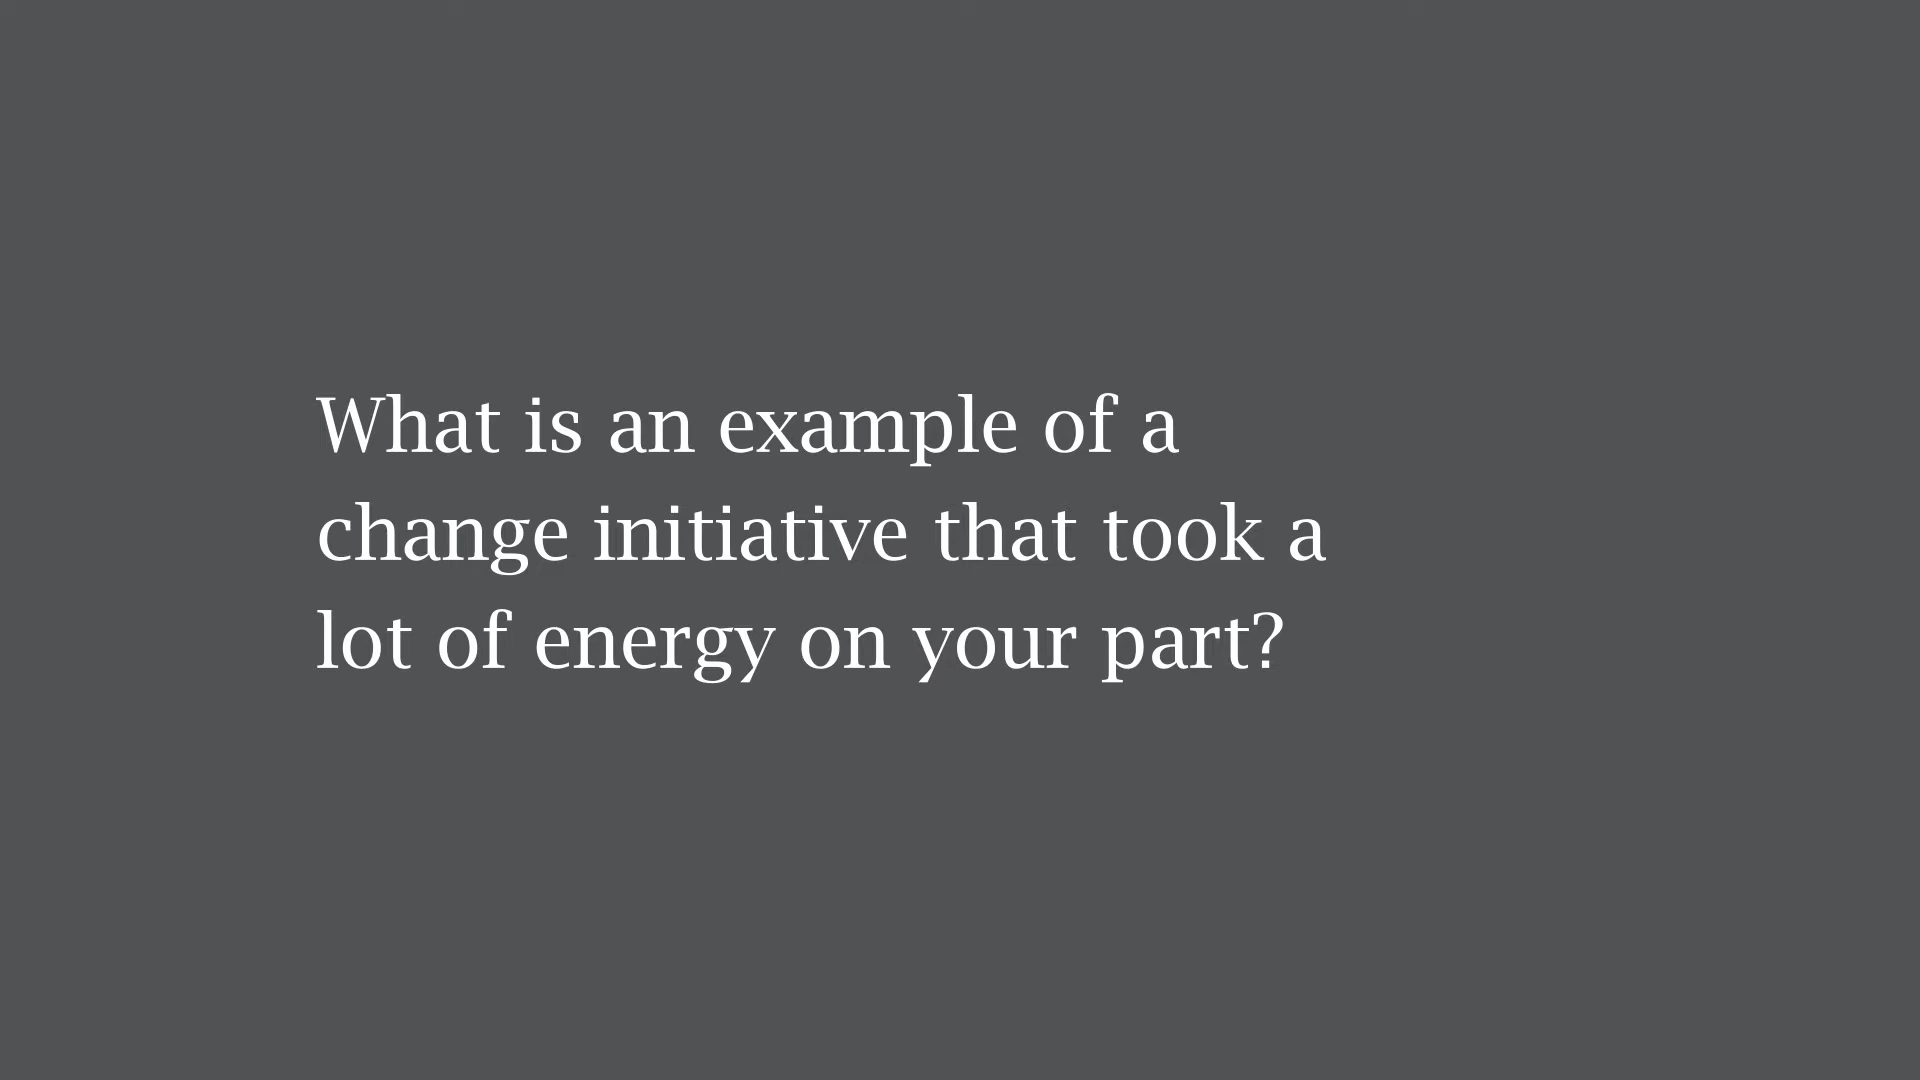 What is an example of a
change initiative that took a
lot of energy on your part?